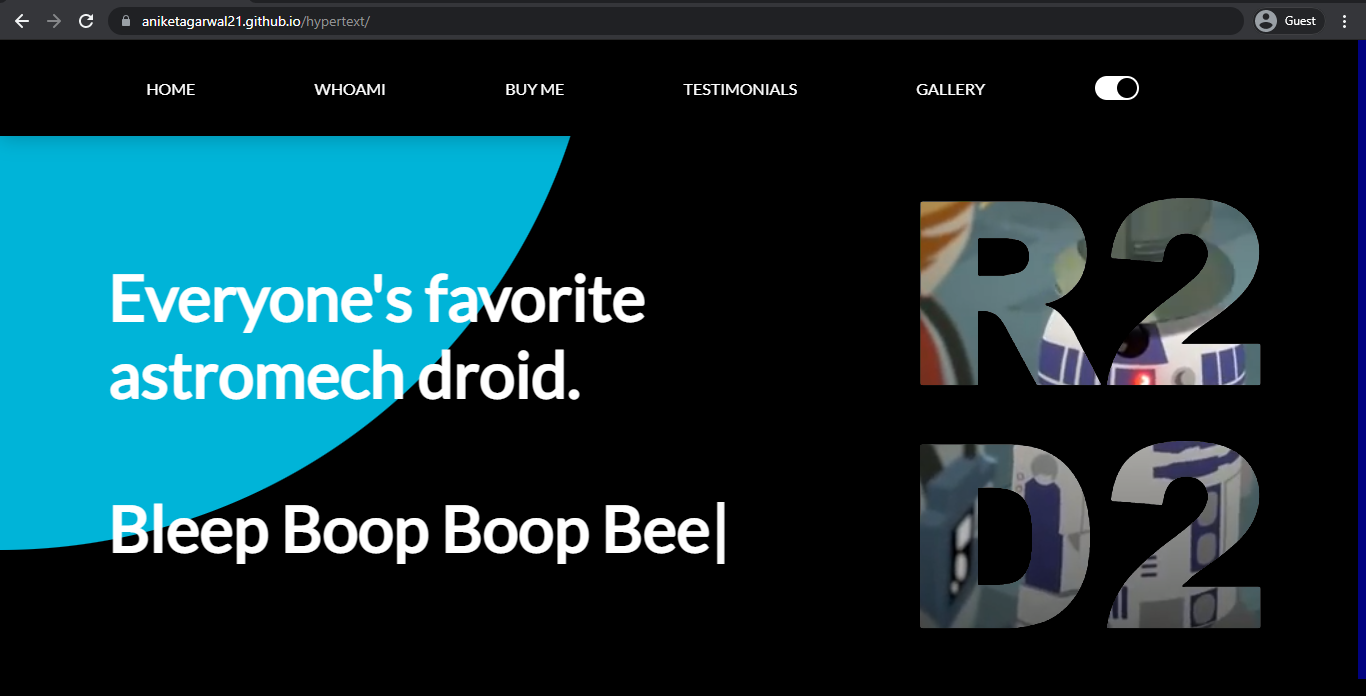 aniketagarwal21.github.io/hypertext/
Guest
HOME WHOAMI BUY ME TESTIMONIALS GALLERY
Everyone's favorite
astromech droid.
Bleep Boop Boop Bee|
R2
D2